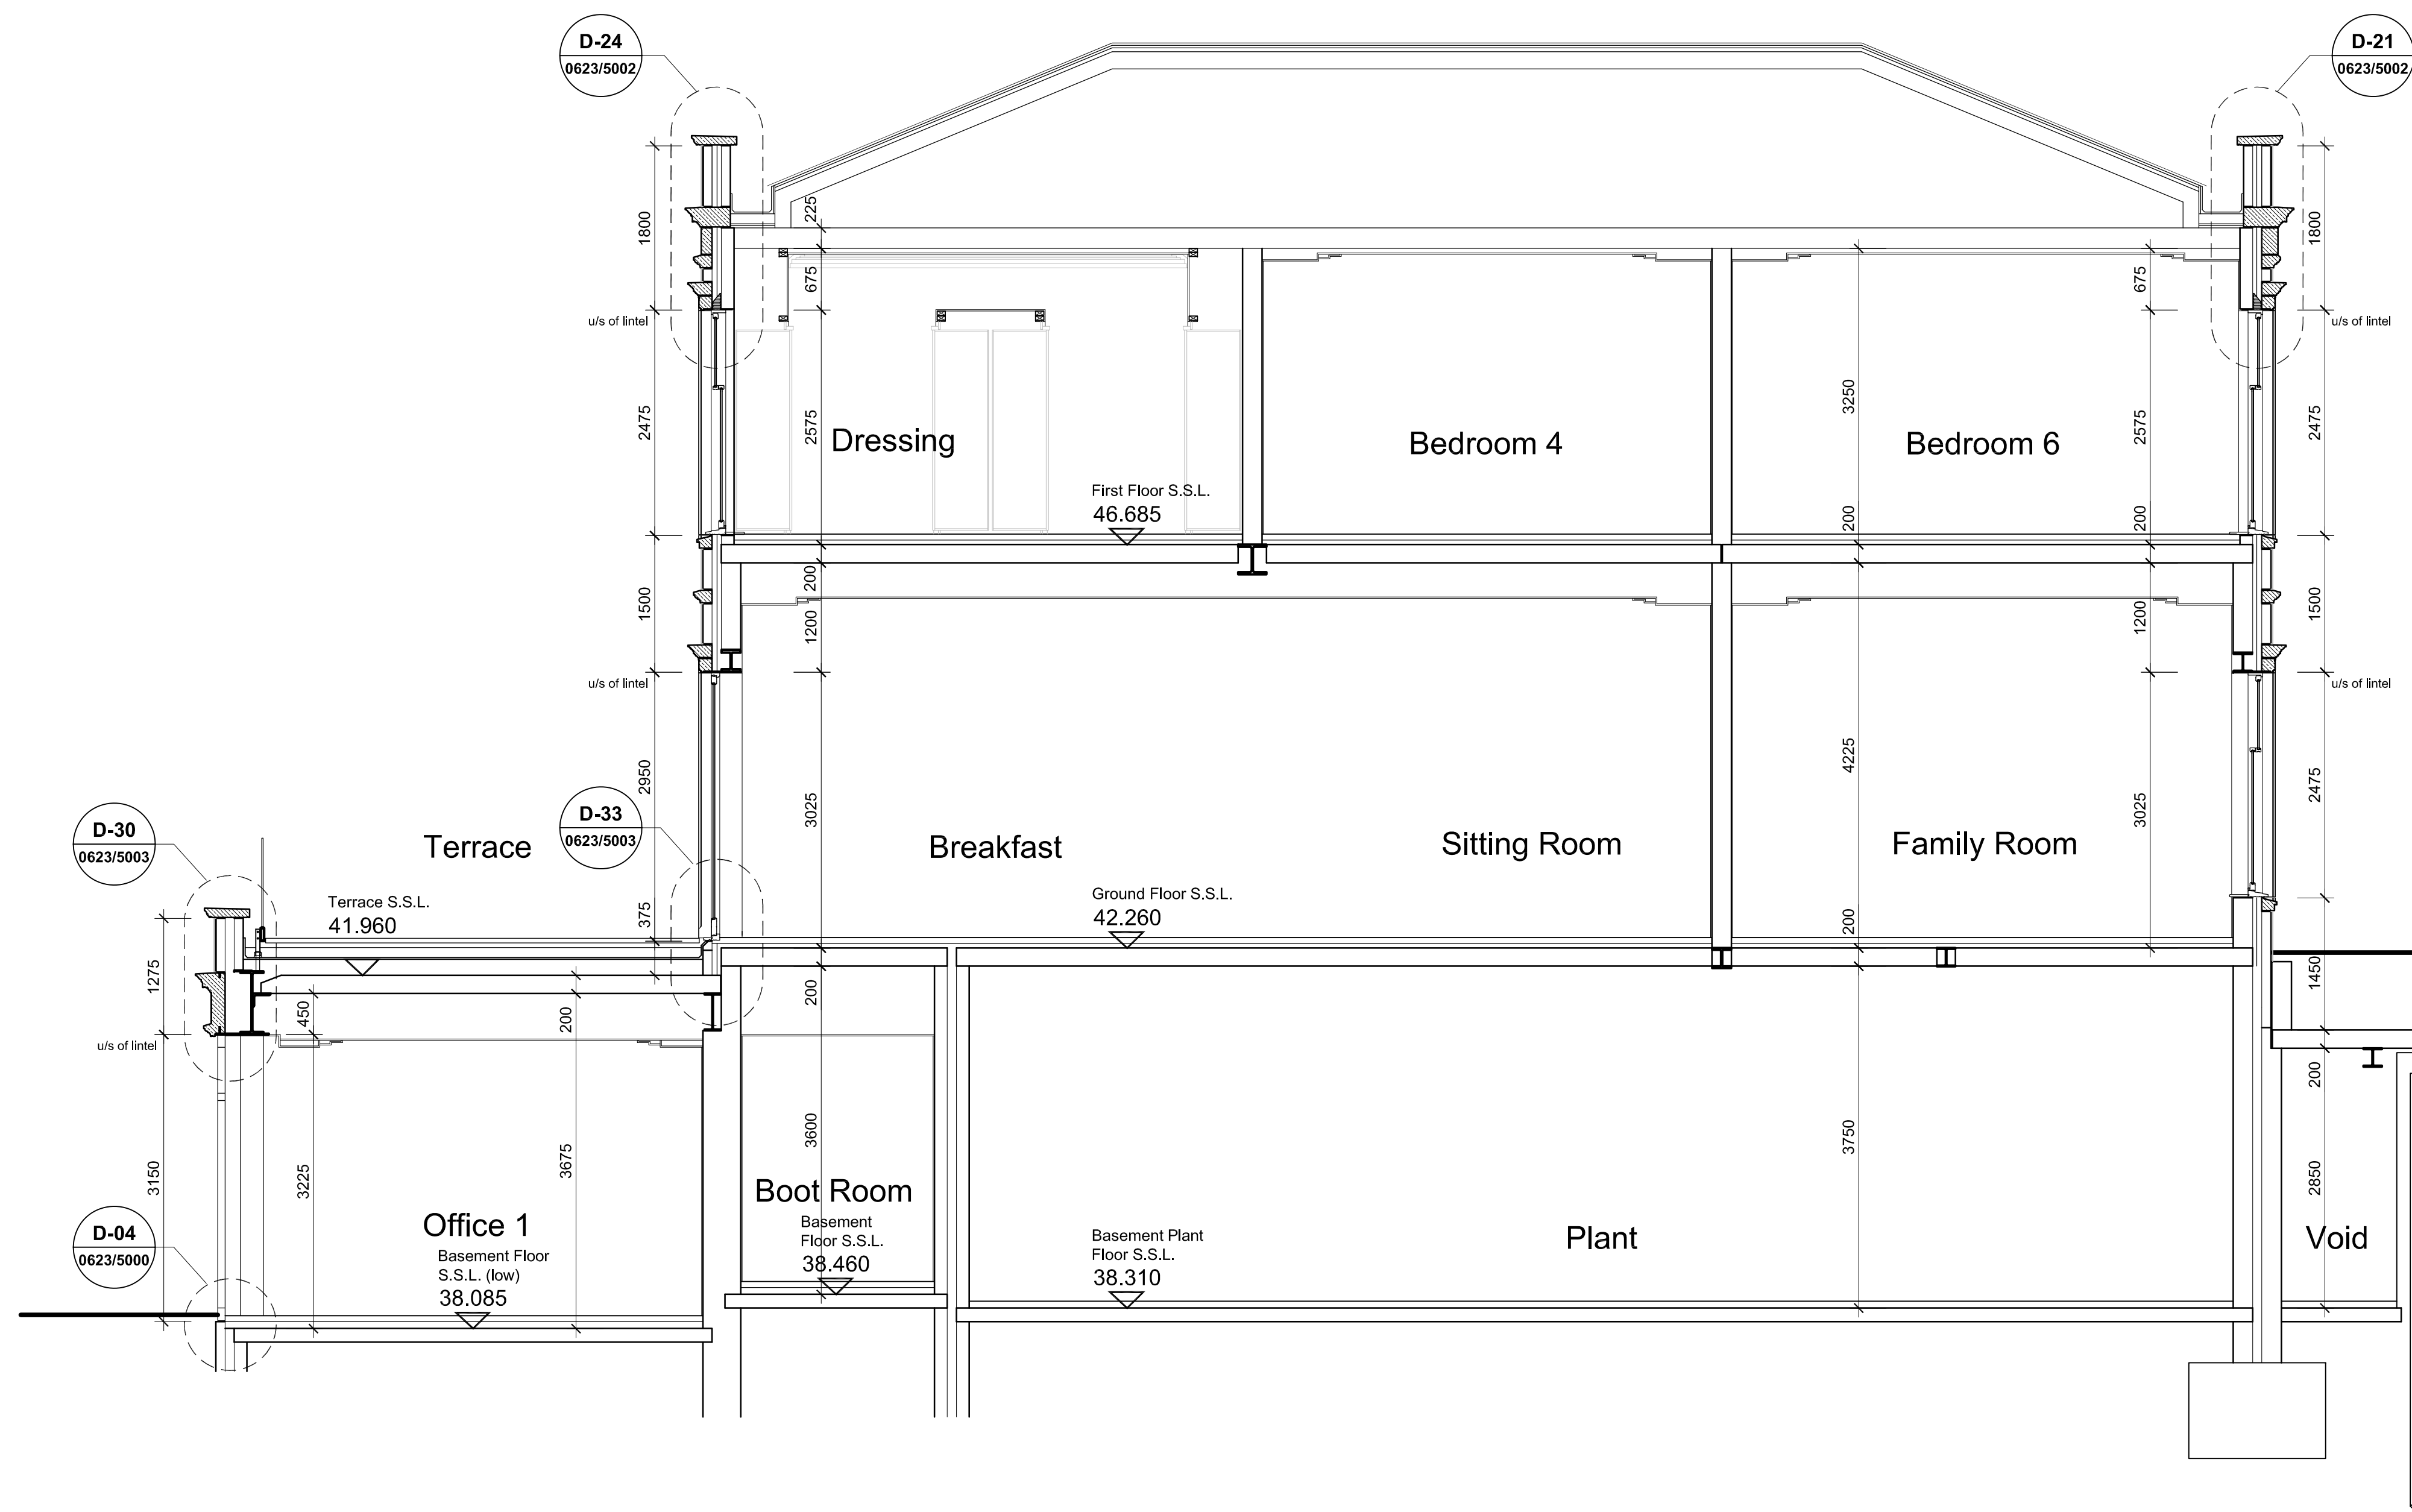 D-24
0623/5002
D-21
0623/5002
225
1800
1800
675
675
u/s of lintel
u/s of lintel
3250
2475
2575
2575
2475
Dressing
Bedroom 4
Bedroom 6
First Floor S.S.L.
46.685
200
200
200
1500
1200
1200
1500
u/s of lintel
u/s of lintel
4225
2950
3025
3025
2475
D-30
0623/5003
D-33
0623/5003
Terrace
Breakfast
Sitting Room
Family Room
Terrace S.S.L.
41.960
Ground Floor S.S.L.
42.260
375
200
1275
1450
450
200
200
u/s of lintel
200
3150
3225
3675
3600
3750
2850
Boot Room
Basement
Floor S.S.L.
38.460
Office 1
Basement Floor
S.S.L. (low)
38.085
Basement Plant
Floor S.S.L.
38.310
Plant
Void
D-04
0623/5000